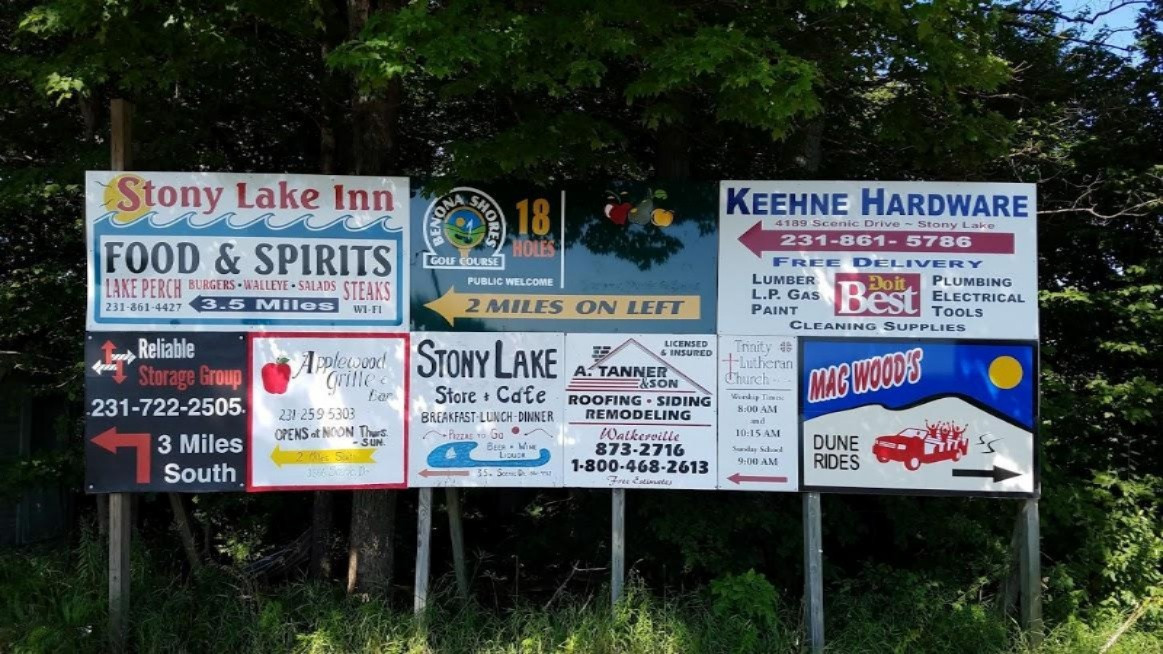 Stony Lake Inn
FOOD & SPIRITS
LAKE PERCH BURGERS • WALLEYE • SALADS STEAKS
231-861-4427 3.5 Miles WI-FI
BENONA SHORES
GOLF COURSE
18
HOLES
PUBLIC WELCOME
2 MILES ON LEFT
KEEHNE HARDWARE
4189 Scenic Drive ~ Stony Lake
231-861-5786
FREE DELIVERY
LUMBER
L.P. GAS
PAINT
Do it
Best
PLUMBING
ELECTRICAL
TOOLS
CLEANING SUPPLIES
Reliable
Storage Group
231-722-2505
3 Miles
South
Applewood
Grille &
Bar
231 259 5303
OPENS at NOON Thurs.
- SUN.
2 Miles
STONY LAKE
Store + Cafe
BREAKFAST-LUNCH-DINNER
PIZZAS TO GO
BEER & WINE
LIQUOR
LICENSED
& INSURED
A. TANNER
& SON
ROOFING • SIDING
REMODELING
Walkerville
873-2716
1-800-468-2613
Free Estimates
Trinity
Lutheran
Church
Worship Times
8:00 AM
and
10:15 AM
Sunday School
9:00 AM
MAC WOOD'S
DUNE
RIDES